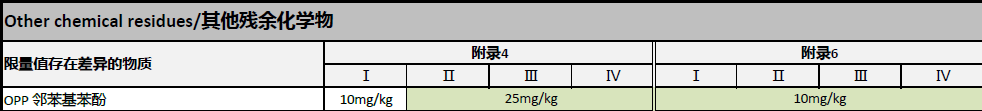 Other chemical residues/其他残余化学物
限量值存在差异的物质 附录4 附录6
Ⅰ Ⅱ Ⅲ Ⅳ Ⅰ Ⅱ Ⅲ Ⅳ
OPP 邻苯基苯酚 10mg/kg 25mg/kg 10mg/kg